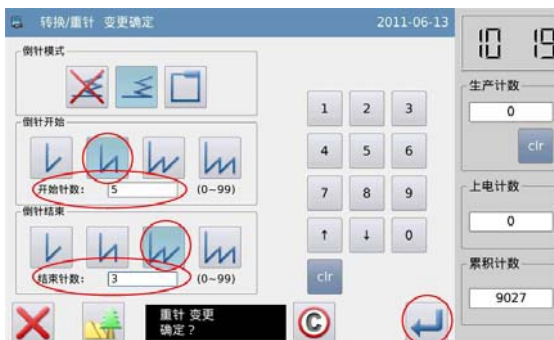 转换/重针 变更确定 2011-06-13
倒针模式
倒针开始
开始针数: 5 (0~99)
倒针结束
结束针数: 3 (0~99)
1 2 3
4 5 6
7 8 9
↑ ↓ 0
clr
重针 变更
确定？
C
10 19
生产计数
0
clr
上电计数
0
累积计数
9027